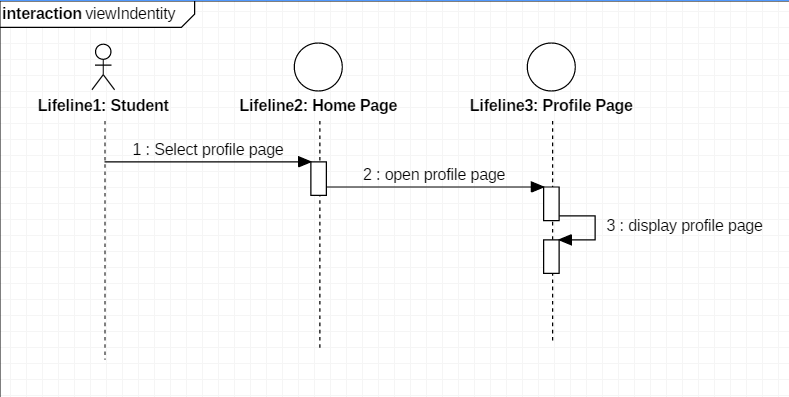 interaction viewIndentity
Lifeline1: Student
Lifeline2: Home Page
Lifeline3: Profile Page
1 : Select profile page
2 : open profile page
3 : display profile page